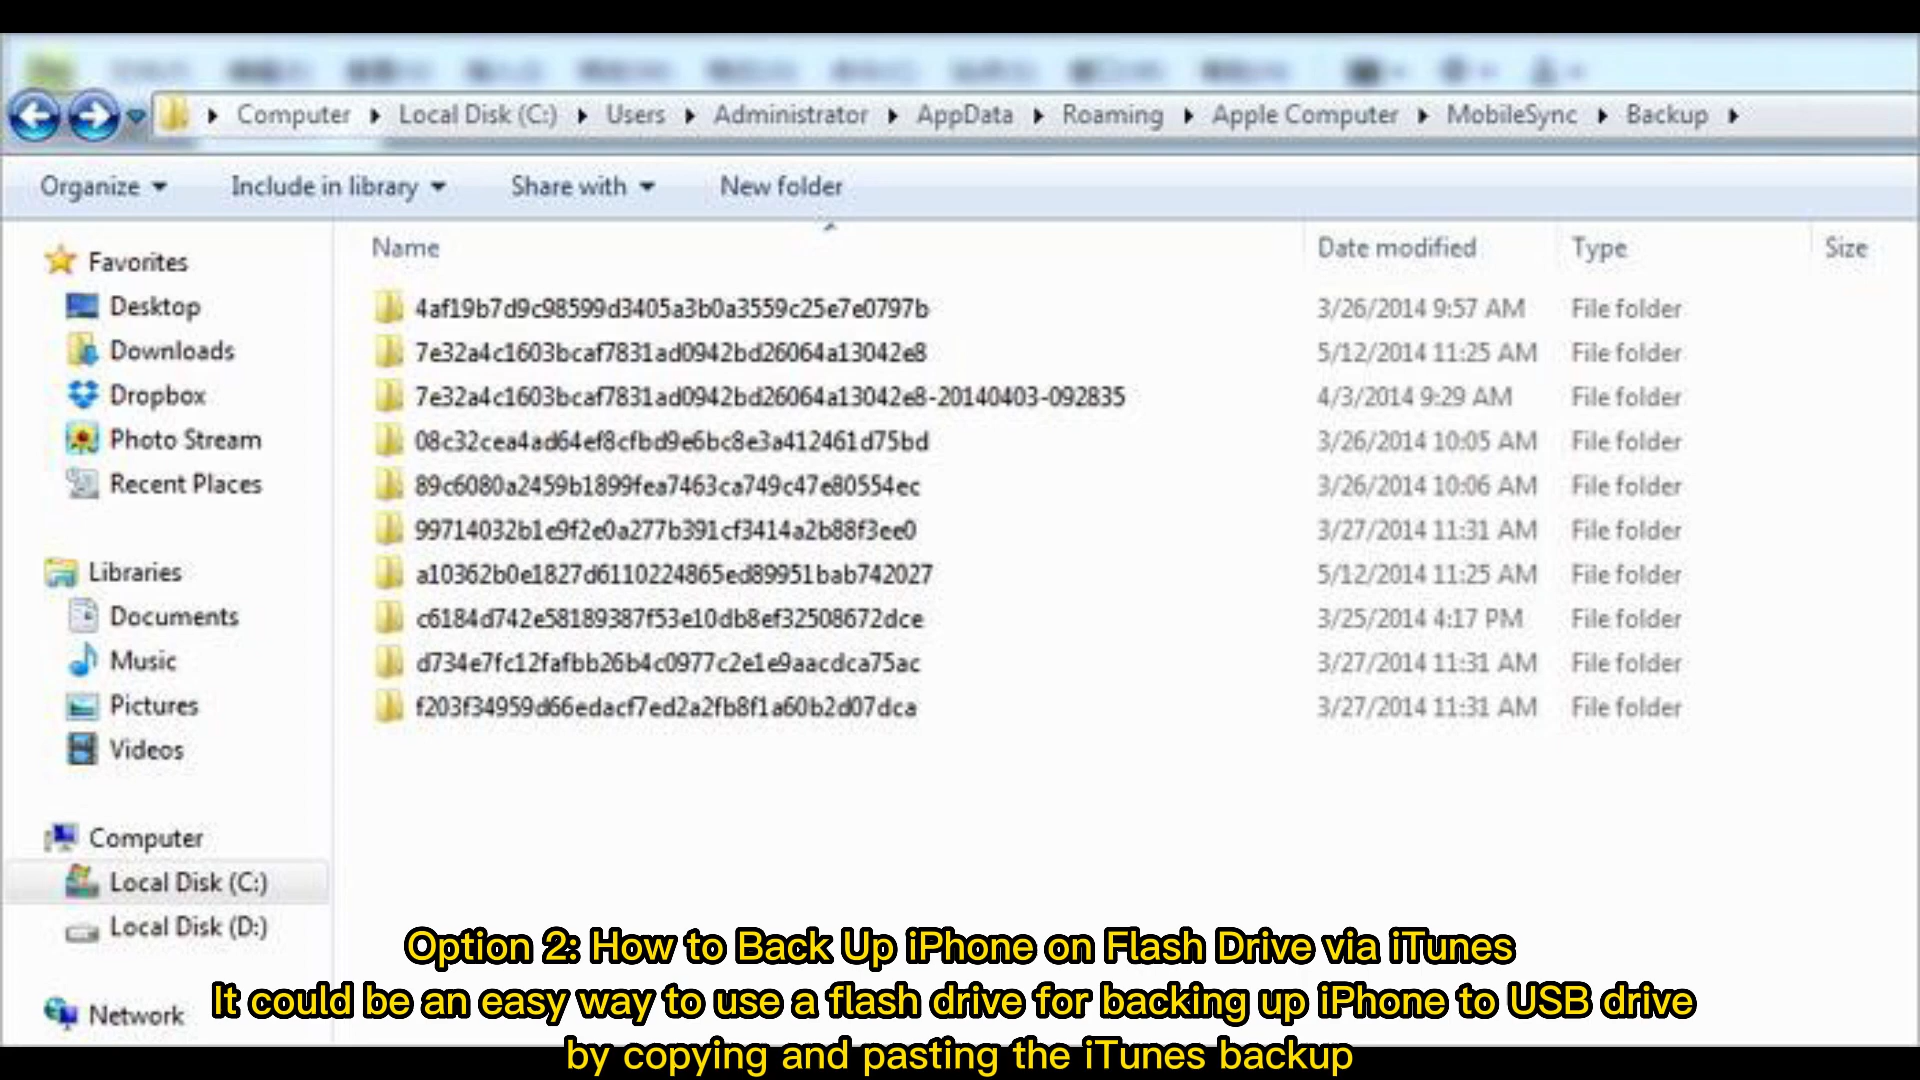 Computer Local Disk (C:) Users Administrator AppData Roaming Apple Computer MobileSync Backup
Organize Include in library Share with New folder
Name Date modified Type Size
Favorites
Desktop
Downloads
Dropbox
Photo Stream
Recent Places
Libraries
Documents
Music
Pictures
Videos
Computer
Local Disk (C:)
Local Disk (D:)
Network
4af19b7d9c98599d3405a3b0a3559c25e7e0797b 3/26/2014 9:57 AM File folder
7e32a4c1603bcaf7831ad0942bd26064a13042e8 5/12/2014 11:25 AM File folder
7e32a4c1603bcaf7831ad0942bd26064a13042e8-20140403-092835 4/3/2014 9:29 AM File folder
08c32cea4ad64ef8cfbd9e6bc8e3a412461d75bd 3/26/2014 10:05 AM File folder
89c6080a2459b1899fea7463ca749c47e80554ec 3/26/2014 10:06 AM File folder
99714032b1e9f2e0a277b391cf3414a2b88f3ee0 3/27/2014 11:31 AM File folder
a10362b0e1827d6110224865ed89951bab742027 5/12/2014 11:25 AM File folder
c6184d742e58189387f53e10db8ef32508672dce 3/25/2014 4:17 PM File folder
d734e7fc12fafbb26b4c0977c2e1e9aacdca75ac 3/27/2014 11:31 AM File folder
f203f34959d66edacf7ed2a2fb8f1a60b2d07dca 3/27/2014 11:31 AM File folder
Option 2: How to Back Up iPhone on Flash Drive via iTunes
It could be an easy way to use a flash drive for backing up iPhone to USB drive
by copying and pasting the iTunes backup